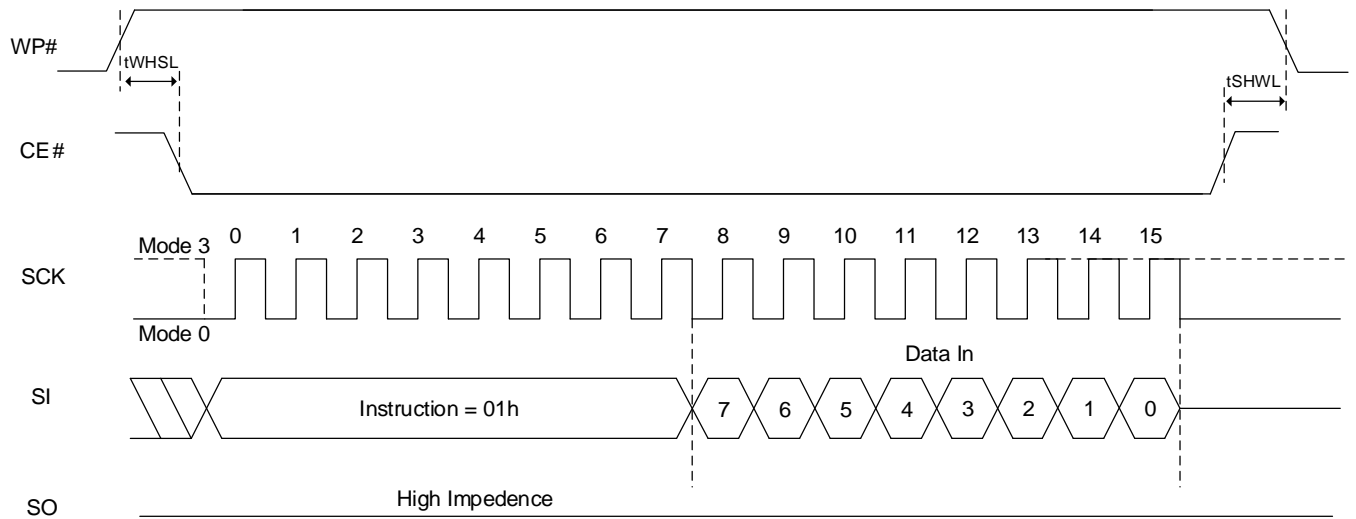 WP#
tWHSL
tSHWL
CE#
Mode 3
0 1 2 3 4 5 6 7 8 9 10 11 12 13 14 15
SCK
Mode 0
Data In
SI
Instruction = 01h
7 6 5 4 3 2 1 0
High Impedence
SO